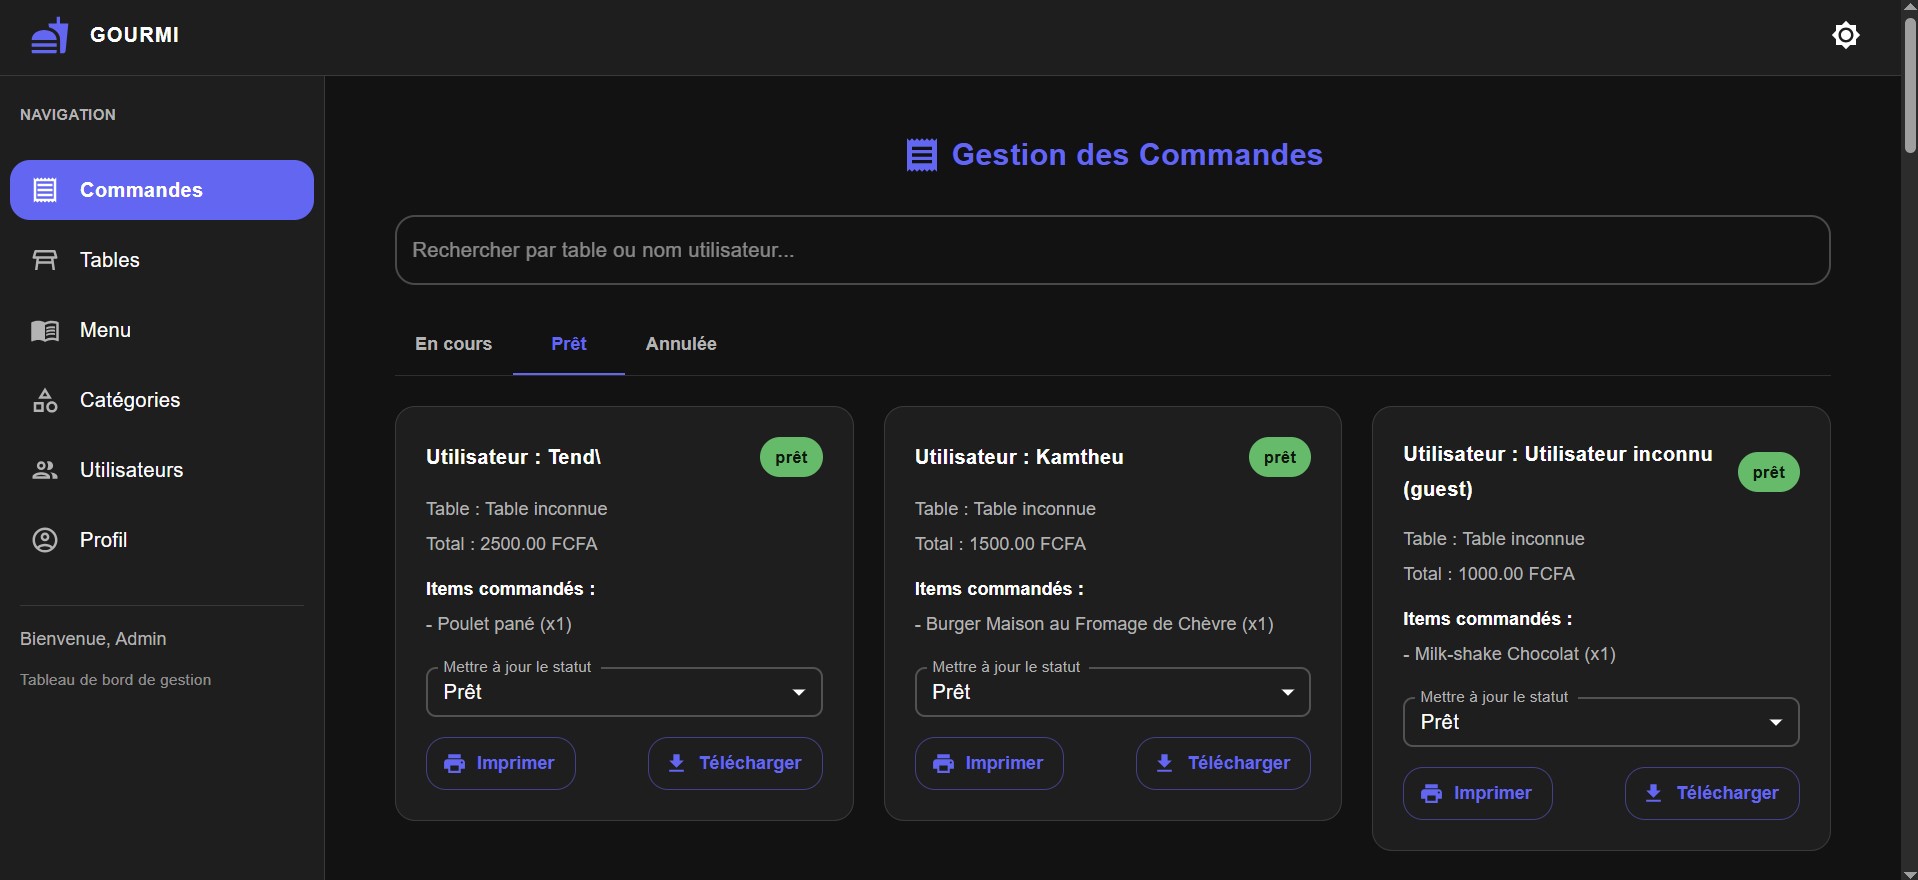 GOURMI
NAVIGATION
Commandes
Tables
Menu
Catégories
Utilisateurs
Profil
Bienvenue, Admin
Tableau de bord de gestion
Gestion des Commandes
Rechercher par table ou nom utilisateur...
En cours
Prêt
Annulée
Utilisateur : Tend\
prêt
Table : Table inconnue
Total : 2500.00 FCFA
Items commandés :
- Poulet pané (x1)
Mettre à jour le statut
Prêt
Imprimer
Télécharger
Utilisateur : Kamtheu
prêt
Table : Table inconnue
Total : 1500.00 FCFA
Items commandés :
- Burger Maison au Fromage de Chèvre (x1)
Mettre à jour le statut
Prêt
Imprimer
Télécharger
Utilisateur : Utilisateur inconnu
(guest)
prêt
Table : Table inconnue
Total : 1000.00 FCFA
Items commandés :
- Milk-shake Chocolat (x1)
Mettre à jour le statut
Prêt
Imprimer
Télécharger